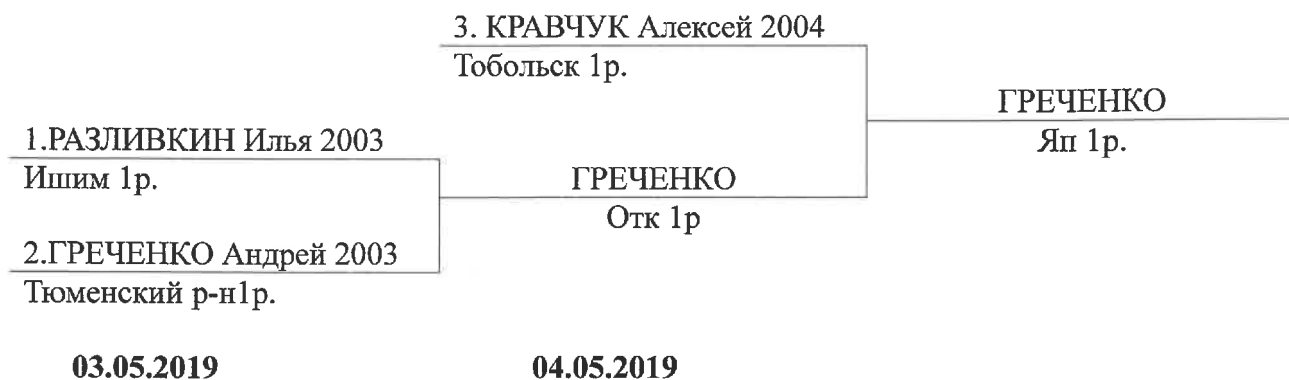 3. КРАВЧУК Алексей 2004
Тобольск 1р.
ГРЕЧЕНКО
Яп 1р.
1.РАЗЛИВКИН Илья 2003
Ишим 1р.
ГРЕЧЕНКО
Отк 1р
2.ГРЕЧЕНКО Андрей 2003
Тюменский р-н1р.
03.05.2019 04.05.2019